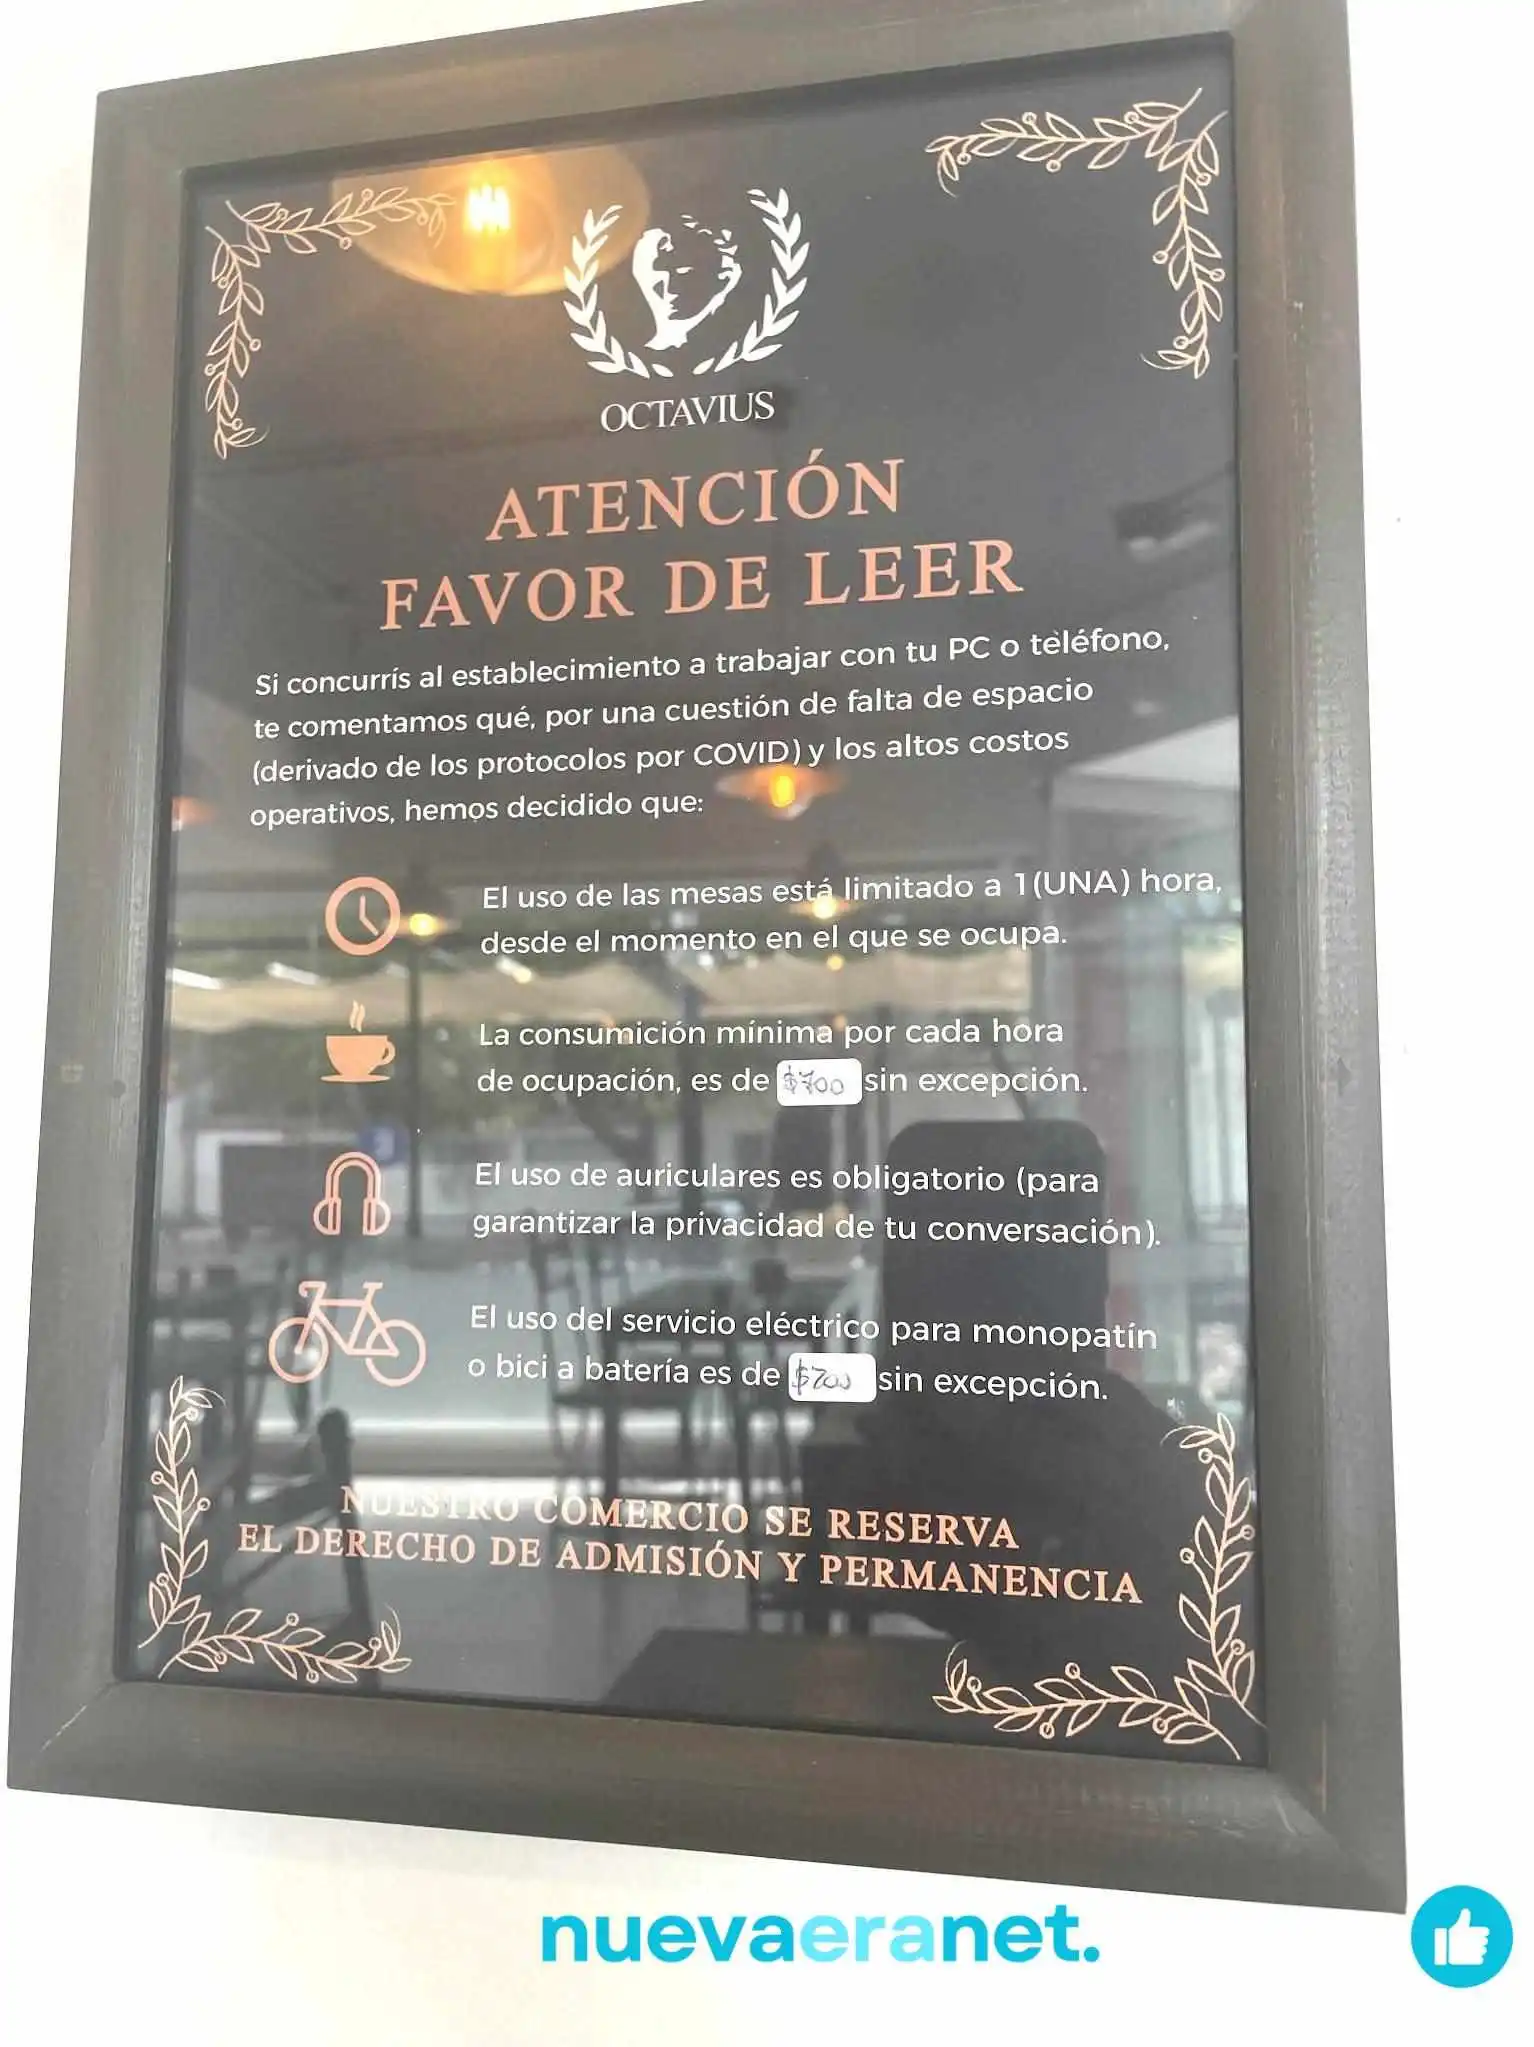 OCTAVIUS
ATENCIÓN
FAVOR DE LEER
Si concurrís al establecimiento a trabajar con tu PC o teléfono,
te comentamos qué, por una cuestión de falta de espacio
(derivado de los protocolos por COVID) y los altos costos
operativos, hemos decidido que:
El uso de las mesas está limitado a 1 (UNA) hora,
desde el momento en el que se ocupa.
La consumición mínima por cada hora
de ocupación, es de $700 sin excepción.
El uso de auriculares es obligatorio (para
garantizar la privacidad de tu conversación).
El uso del servicio eléctrico para monopatín
o bici a batería es de $200 sin excepción.
NUESTRO COMERCIO SE RESERVA
EL DERECHO DE ADMISIÓN Y PERMANENCIA
nuevaeranet.